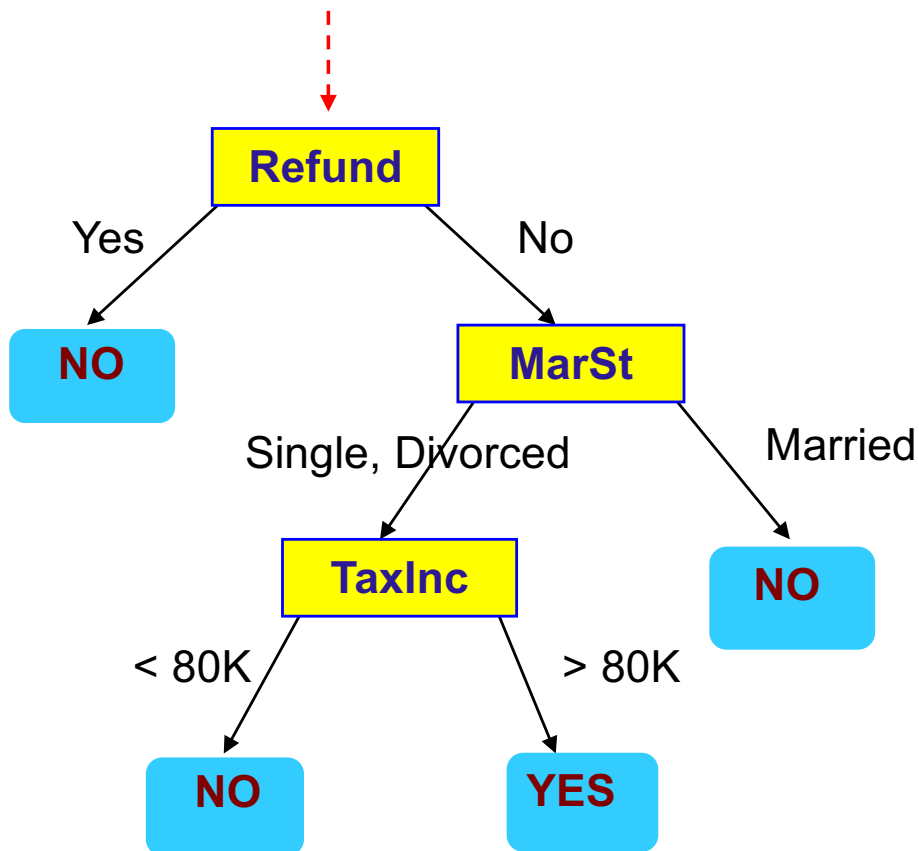 Refund
Yes
No
NO
MarSt
Single, Divorced
Married
TaxInc
NO
< 80K
> 80K
NO
YES